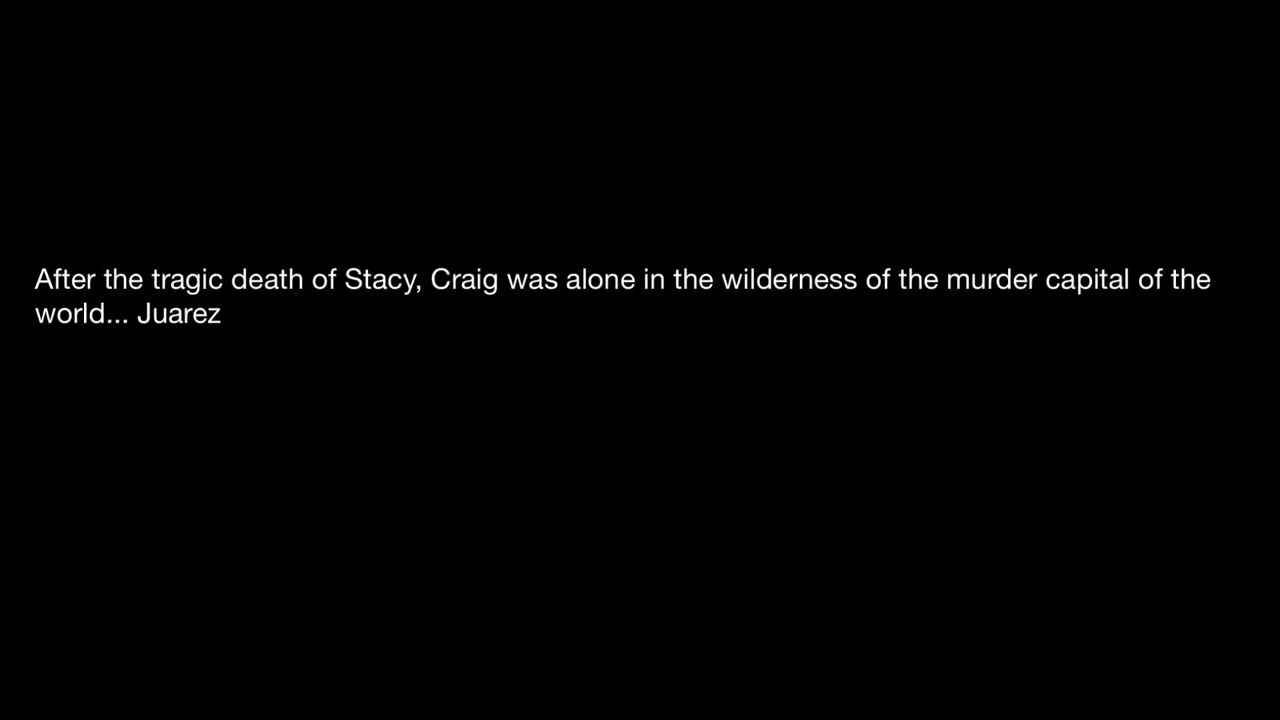 After the tragic death of Stacy, Craig was alone in the wilderness of the murder capital of the
world... Juarez